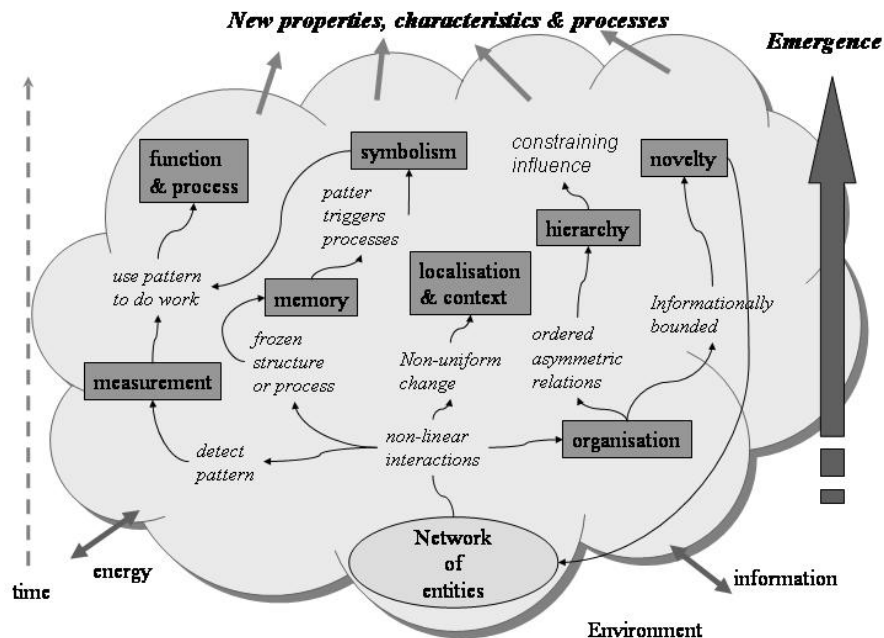 New properties, characteristics & processes
Emergence
function
& process
symbolism
constraining
influence
novelty
patter
triggers
processes
hierarchy
use pattern
to do work
memory
localisation
& context
Informationally
bounded
frozen
structure
or process
Non-uniform
change
ordered
asymmetric
relations
measurement
detect
pattern
non-linear
interactions
organisation
Network
of
entities
time
energy
information
Environment